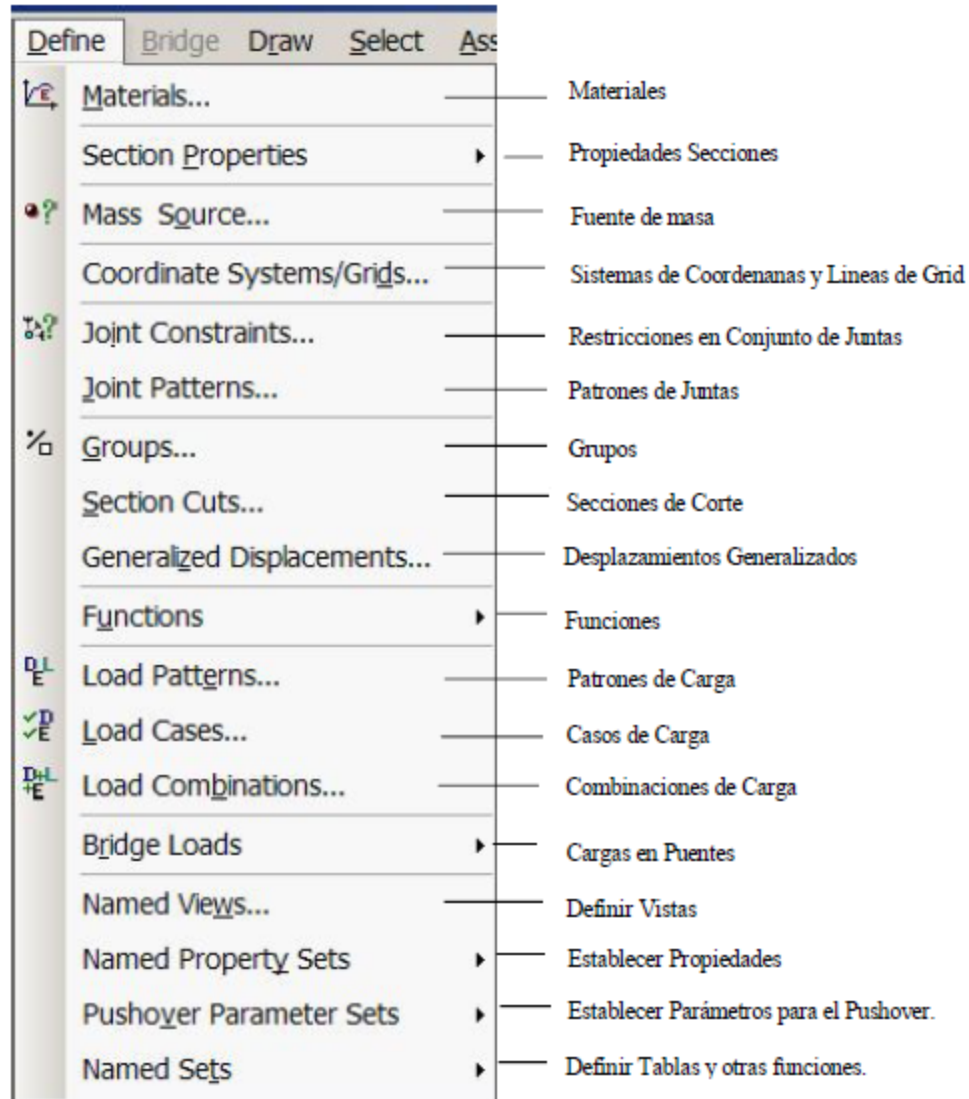 Define Bridge Draw Select Ass
Materials... Materiales
Section Properties Propiedades Secciones
Mass Source... Fuente de masa
Coordinate Systems/Grids... Sistemas de Coordenanas y Lineas de Grid
Joint Constraints... Restricciones en Conjunto de Juntas
Joint Patterns... Patrones de Juntas
Groups... Grupos
Section Cuts... Secciones de Corte
Generalized Displacements... Desplazamientos Generalizados
Functions Funciones
Load Patterns... Patrones de Carga
Load Cases... Casos de Carga
Load Combinations... Combinaciones de Carga
Bridge Loads Cargas en Puentes
Named Views... Definir Vistas
Named Property Sets Establecer Propiedades
Pushover Parameter Sets Establecer Parámetros para el Pushover.
Named Sets Definir Tablas y otras funciones.